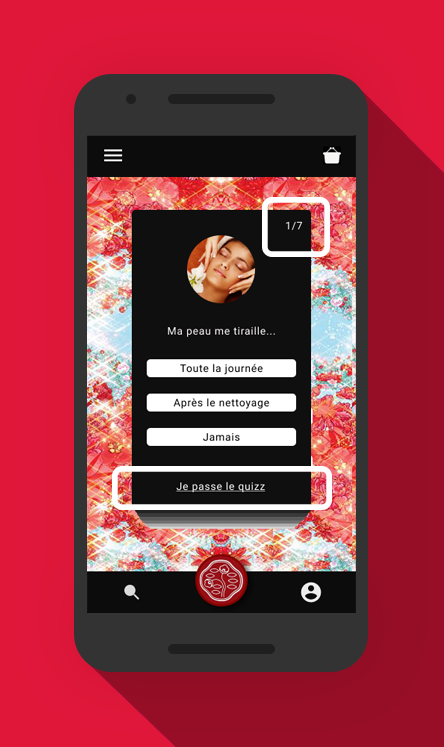 1/7
Ma peau me tiraille...
Toute la journée
Après le nettoyage
Jamais
Je passe le quizz